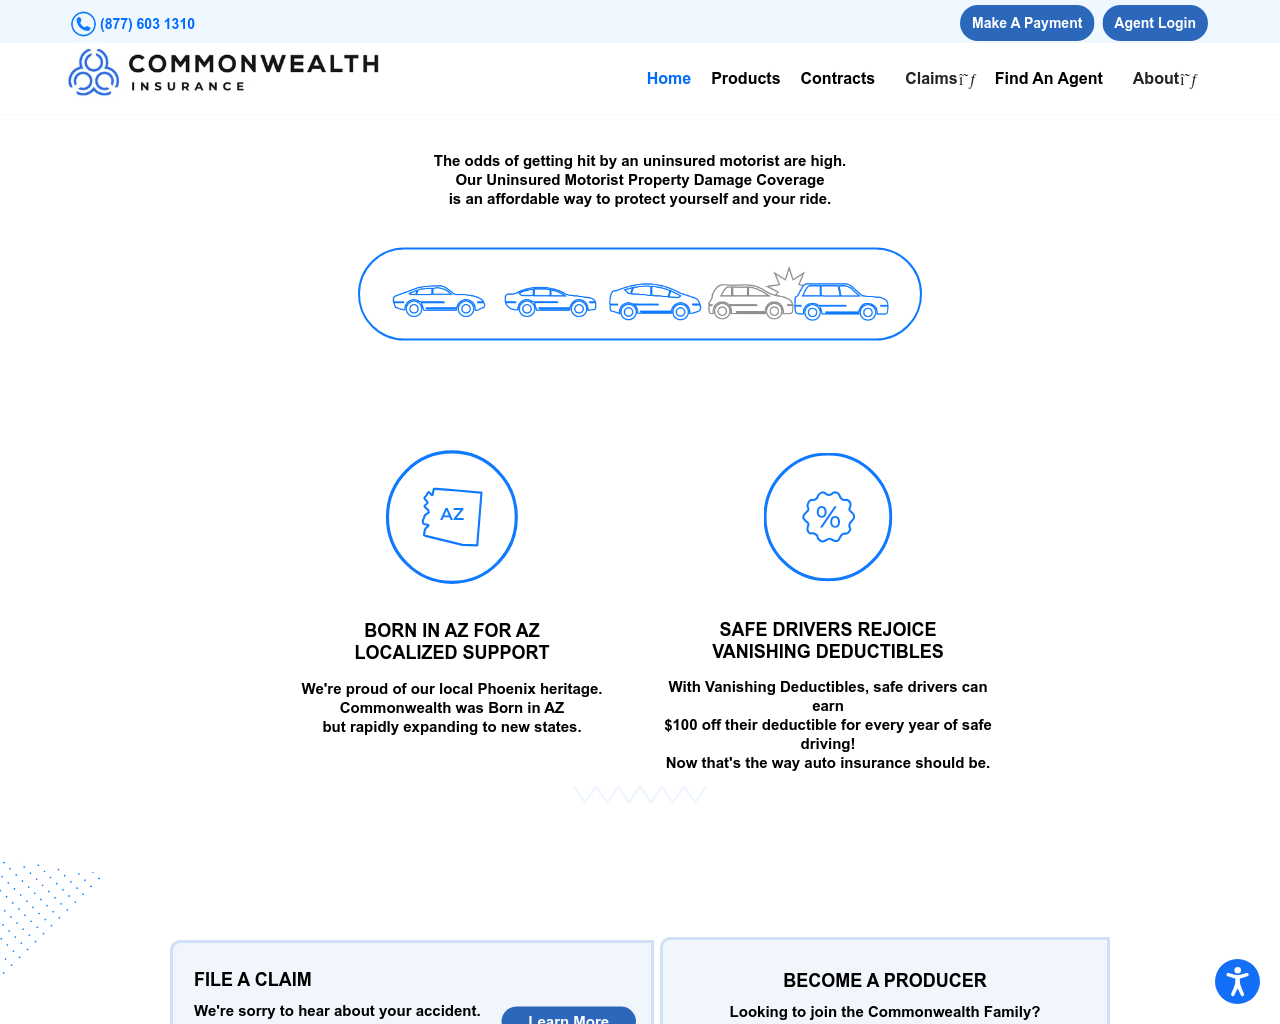 (877) 603 1310
Make A Payment
Agent Login
COMMONWEALTH
INSURANCE
Home
Products
Contracts
Claims
Find An Agent
About
The odds of getting hit by an uninsured motorist are high.
Our Uninsured Motorist Property Damage Coverage
is an affordable way to protect yourself and your ride.
AZ
%
BORN IN AZ FOR AZ
LOCALIZED SUPPORT
We're proud of our local Phoenix heritage.
Commonwealth was Born in AZ
but rapidly expanding to new states.
SAFE DRIVERS REJOICE
VANISHING DEDUCTIBLES
With Vanishing Deductibles, safe drivers can
earn
$100 off their deductible for every year of safe
driving!
Now that's the way auto insurance should be.
FILE A CLAIM
We're sorry to hear about your accident.
Learn More
BECOME A PRODUCER
Looking to join the Commonwealth Family?